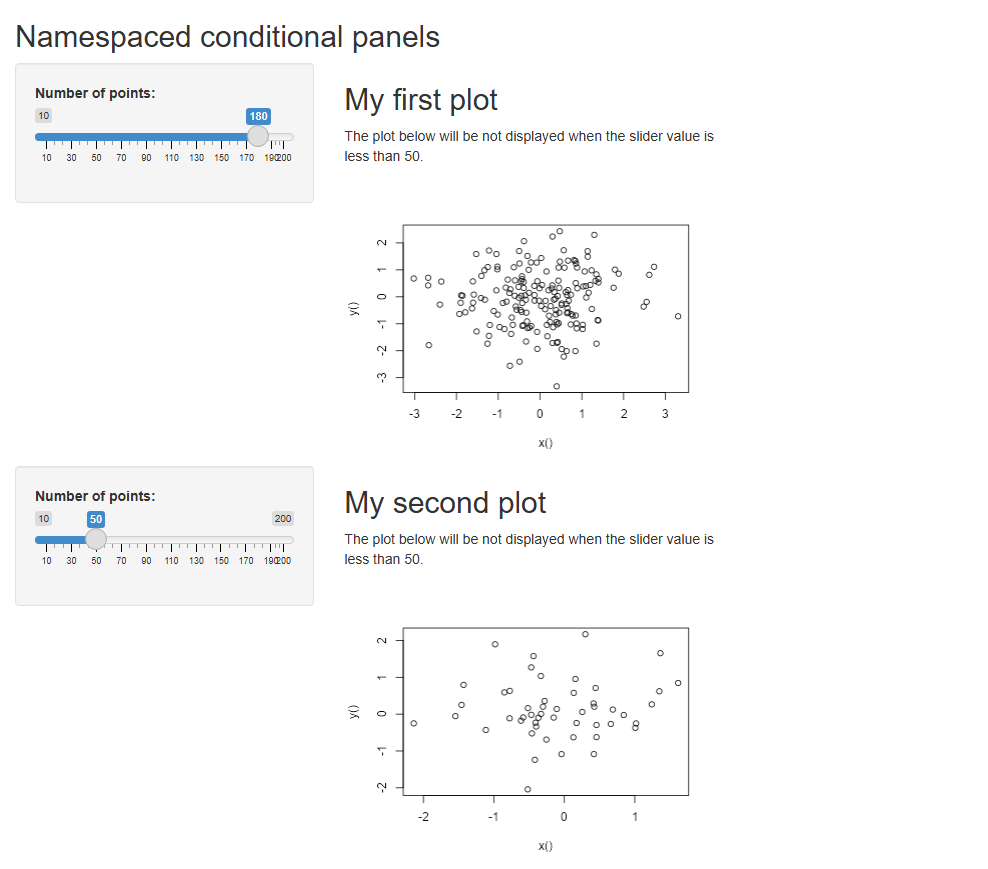 Namespaced conditional panels
Number of points:
10 180
10 30 50 70 90 110 130 150 170 190 200
My first plot
The plot below will be not displayed when the slider value is
less than 50.
2
1
0
-1
-2
-3
y()
-3 -2 -1 0 1 2 3
x()
Number of points:
10 50 200
10 30 50 70 90 110 130 150 170 190 200
My second plot
The plot below will be not displayed when the slider value is
less than 50.
2
1
0
-1
-2
y()
-2 -1 0 1
x()